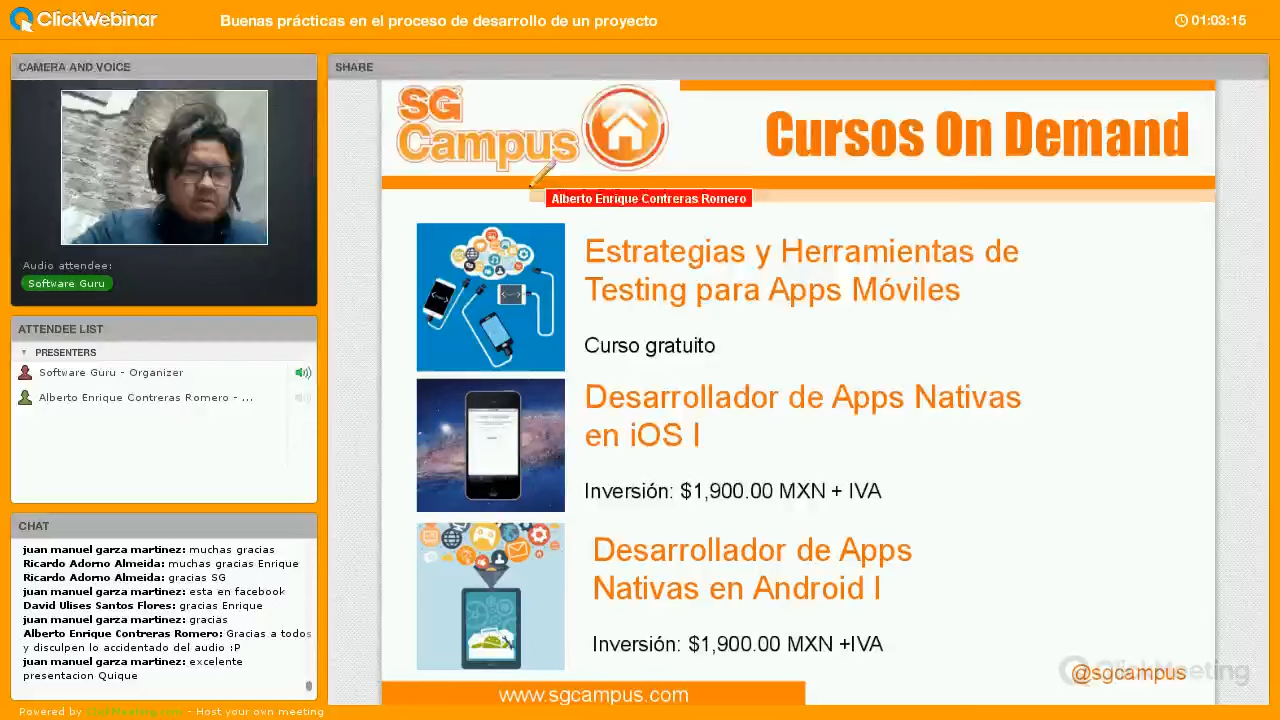 ClickWebinar
Buenas prácticas en el proceso de desarrollo de un proyecto
01:03:15
CAMERA AND VOICE
Audio attendee:
Software Guru
ATTENDEE LIST
PRESENTERS
Software Guru - Organizer
Alberto Enrique Contreras Romero - ...
CHAT
juan manuel garza martinez: muchas gracias
Ricardo Adorno Almeida: muchas gracias Enrique
Ricardo Adorno Almeida: gracias SG
juan manuel garza martinez: esta en facebook
David Ulises Santos Flores: gracias Enrique
juan manuel garza martinez: gracias
Alberto Enrique Contreras Romero: Gracias a todos
y disculpen lo accidentado del audio :P
juan manuel garza martinez: excelente
presentacion Quique
Powered by ClickMeeting.com - Host your own meeting
SHARE
SG
Campus
Cursos On Demand
Alberto Enrique Contreras Romero
Estrategias y Herramientas de
Testing para Apps Móviles
Curso gratuito
Desarrollador de Apps Nativas
en iOS I
Inversión: $1,900.00 MXN + IVA
Desarrollador de Apps
Nativas en Android I
Inversión: $1,900.00 MXN +IVA
ClickMeeting
@sgcampus
www.sgcampus.com